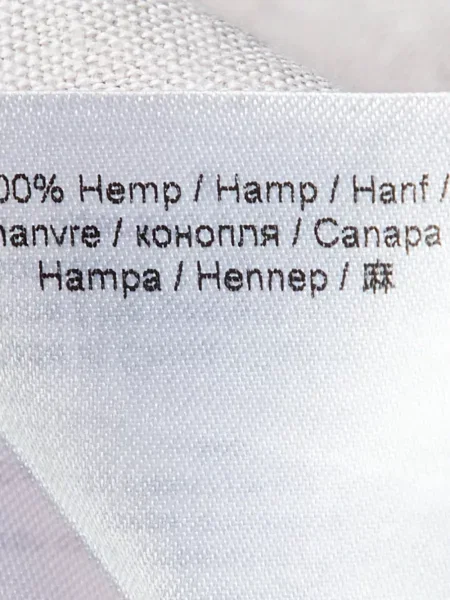 00% Hemp / Hamp / Hanf /
hanvre / конопля / Canapa
Hampa / Hennep / 麻